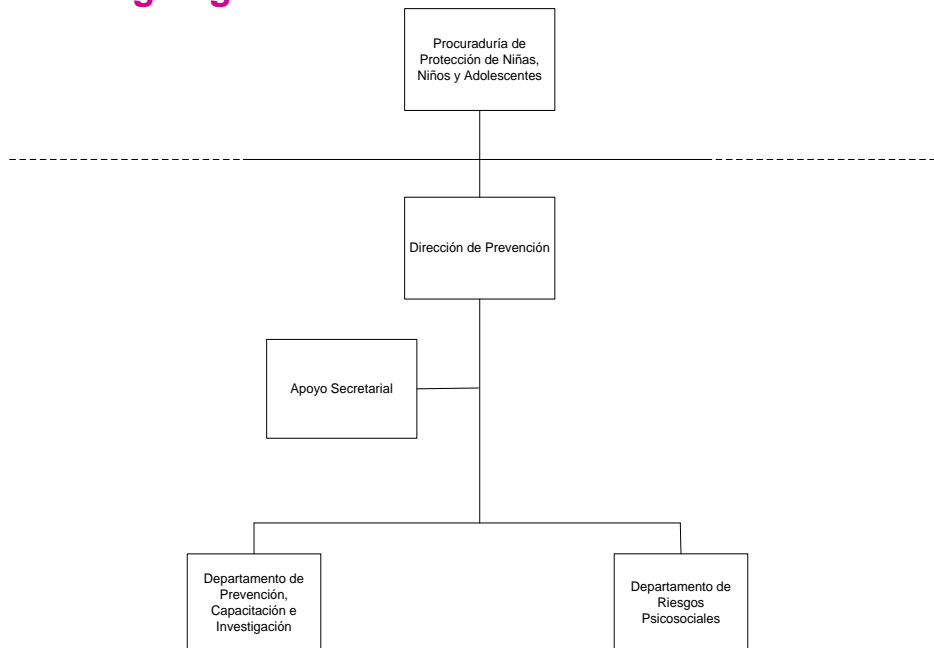 Procuraduría de
Protección de Niñas,
Niños y Adolescentes
Dirección de Prevención
Apoyo Secretarial
Departamento de
Prevención,
Capacitación e
Investigación
Departamento de
Riesgos
Psicosociales